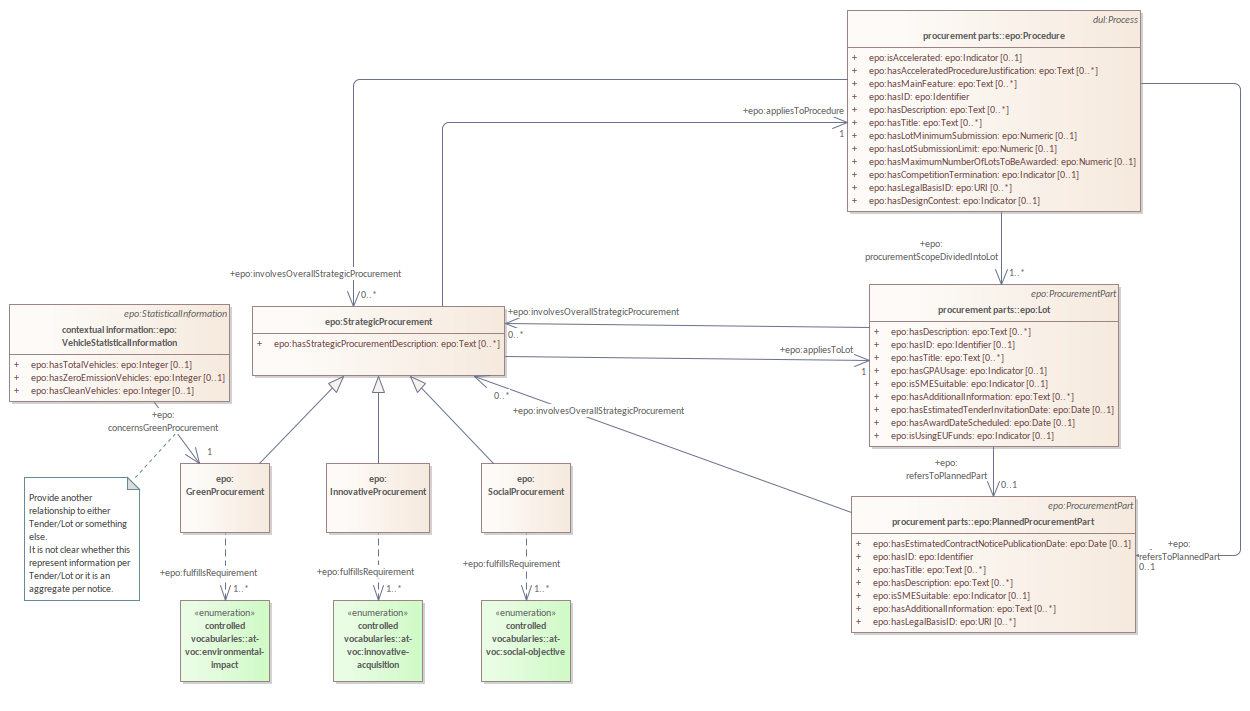 dul:Process
procurement parts::epo:Procedure
+ epo:isAccelerated: epo:Indicator [0..1]
+ epo:hasAcceleratedProcedureJustification: epo:Text [0..*]
+ epo:hasMainFeature: epo:Text [0..*]
+ epo:hasID: epo:Identifier
+ epo:hasDescription: epo:Text [0..*]
+ epo:hasTitle: epo:Text [0..*]
+ epo:hasLotMinimumSubmission: epo:Numeric [0..1]
+ epo:hasLotSubmissionLimit: epo:Numeric [0..1]
+ epo:hasMaximumNumberOfLotsToBeAwarded: epo:Numeric [0..1]
+ epo:hasCompetitionTermination: epo:Indicator [0..1]
+ epo:hasLegalBasisID: epo:URI [0..*]
+ epo:hasDesignContest: epo:Indicator [0..1]
+epo:appliesToProcedure
1
+epo:
procurementScopeDividedIntoLot
1..*
+epo:involvesOverallStrategicProcurement
0..*
epo:StatisticalInformation
contextual information::epo:
VehicleStatisticalInformation
+ epo:hasTotalVehicles: epo:Integer [0..1]
+ epo:hasZeroEmissionVehicles: epo:Integer [0..1]
+ epo:hasCleanVehicles: epo:Integer [0..1]
epo:StrategicProcurement
+ epo:hasStrategicProcurementDescription: epo:Text [0..*]
+epo:involvesOverallStrategicProcurement
0..*
+epo:appliesToLot
1
epo:ProcurementPart
procurement parts::epo:Lot
+ epo:hasDescription: epo:Text [0..*]
+ epo:hasID: epo:Identifier [0..1]
+ epo:hasTitle: epo:Text [0..*]
+ epo:hasGPAUsage: epo:Indicator [0..1]
+ epo:isSMESuitable: epo:Indicator [0..1]
+ epo:hasAdditionalInformation: epo:Text [0..*]
+ epo:hasEstimatedTenderInvitationDate: epo:Date [0..1]
+ epo:hasAwardDateScheduled: epo:Date [0..1]
+ epo:isUsingEUFunds: epo:Indicator [0..1]
0..*
+epo:involvesOverallStrategicProcurement
+epo:
concernsGreenProcurement
1
+epo:
refersToPlannedPart
0..1
Provide another
relationship to either
Tender/Lot or something
else.
It is not clear whether this
represent information per
Tender/Lot or it is an
aggregate per notice.
epo:
GreenProcurement
epo:
InnovativeProcurement
epo:
SocialProcurement
epo:ProcurementPart
procurement parts::epo:PlannedProcurementPart
+ epo:hasEstimatedContractNoticePublicationDate: epo:Date [0..1]
+ epo:hasID: epo:Identifier
+ epo:hasTitle: epo:Text [0..*]
+ epo:hasDescription: epo:Text [0..*]
+ epo:isSMESuitable: epo:Indicator [0..1]
+ epo:hasAdditionalInformation: epo:Text [0..*]
+ epo:hasLegalBasisID: epo:URI [0..*]
+epo:
refersToPlannedPart
0..1
+epo:fulfillsRequirement
1..*
+epo:fulfillsRequirement
1..*
+epo:fulfillsRequirement
1..*
«enumeration»
controlled
vocabularies::at-
voc:environmental-
impact
«enumeration»
controlled
vocabularies::at-
voc:innovative-
acquisition
«enumeration»
controlled
vocabularies::at-
voc:social-objective